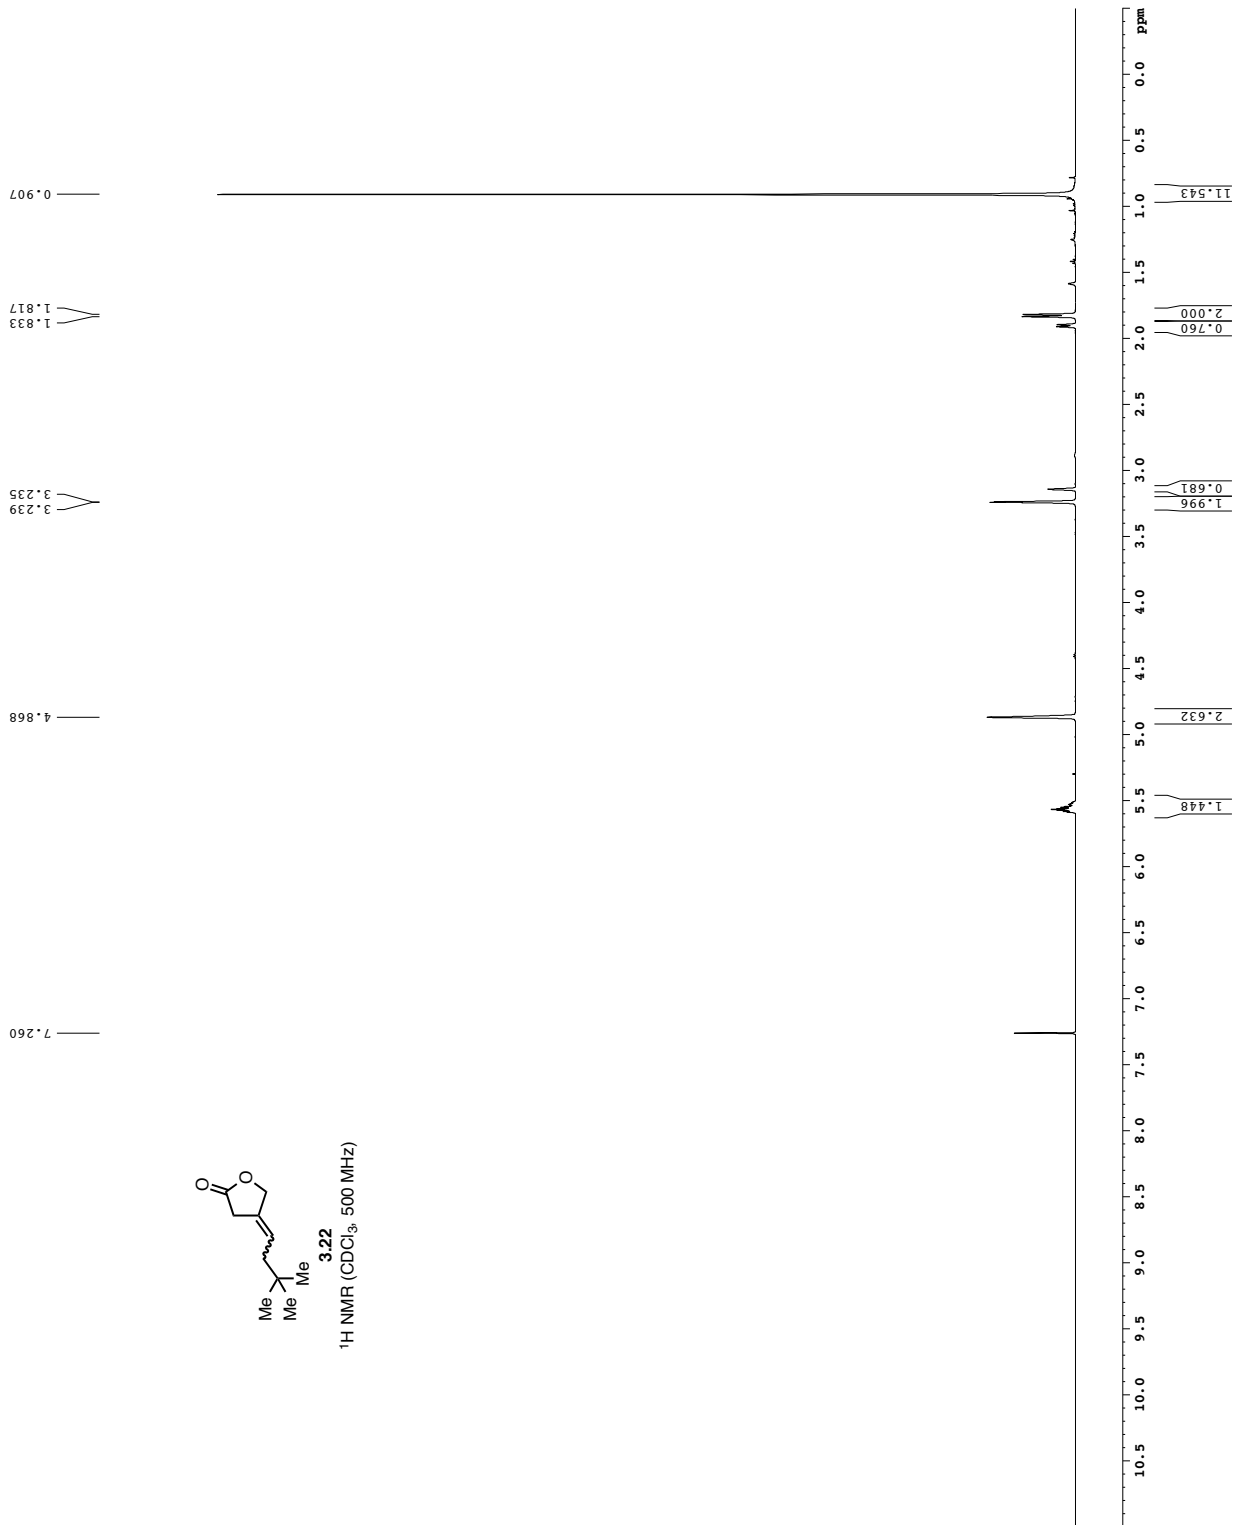 7.260
4.868
3.239
3.235
1.833
1.817
0.907
O
O
Me
Me
Me
3.22
¹H NMR (CDCl₃, 500 MHz)
10.5 10.0 9.5 9.0 8.5 8.0 7.5 7.0 6.5 6.0 5.5 5.0 4.5 4.0 3.5 3.0 2.5 2.0 1.5 1.0 0.5 0.0 ppm
1.448
2.632
1.996
0.681
0.760
2.000
11.543